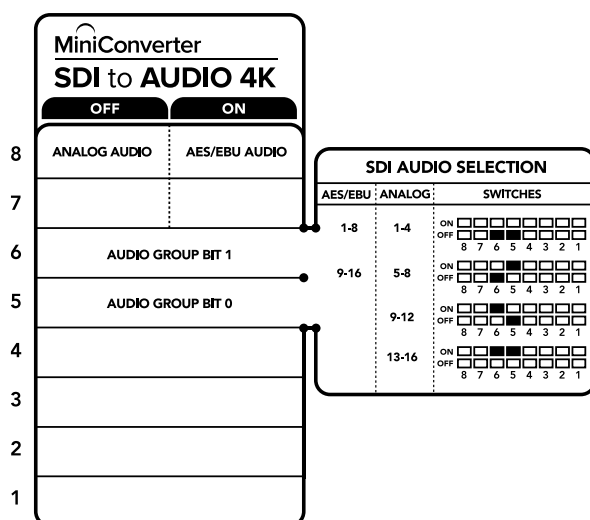 MiniConverter
SDI to AUDIO 4K
OFF ON
8 ANALOG AUDIO AES/EBU AUDIO
7
6 AUDIO GROUP BIT 1
5 AUDIO GROUP BIT 0
4
3
2
1
SDI AUDIO SELECTION
AES/EBU ANALOG SWITCHES
1-8 1-4 ON
OFF
8 7 6 5 4 3 2 1
9-16 5-8 ON
OFF
8 7 6 5 4 3 2 1
9-12 ON
OFF
8 7 6 5 4 3 2 1
13-16 ON
OFF
8 7 6 5 4 3 2 1